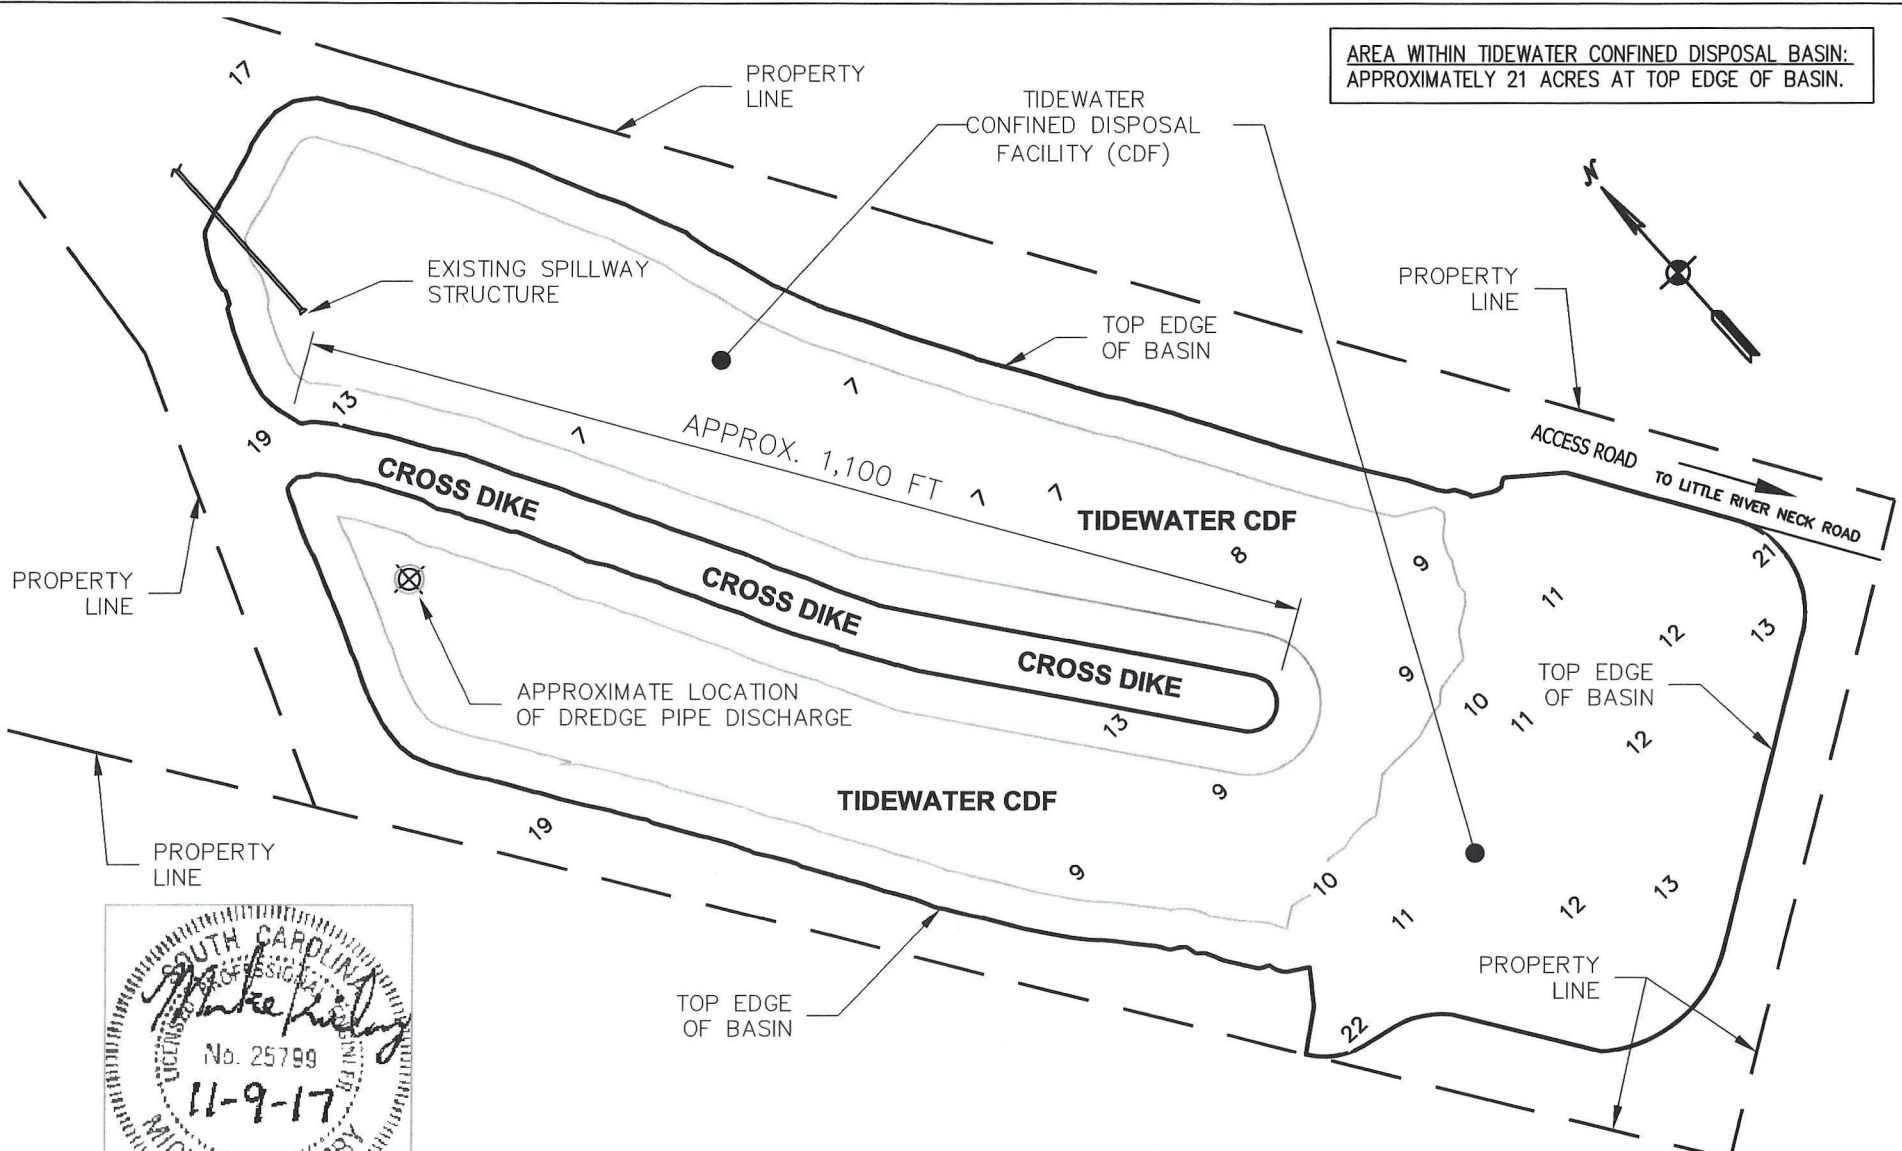 AREA WITHIN TIDEWATER CONFINED DISPOSAL BASIN:
APPROXIMATELY 21 ACRES AT TOP EDGE OF BASIN.
17
PROPERTY
LINE
TIDEWATER
CONFINED DISPOSAL
FACILITY (CDF)
N
EXISTING SPILLWAY
STRUCTURE
PROPERTY
LINE
TOP EDGE
OF BASIN
7
13
19
7
APPROX. 1,100 FT
7
7
ACCESS ROAD
TO LITTLE RIVER NECK ROAD
CROSS DIKE
TIDEWATER CDF
8
9
21
11
12
13
PROPERTY
LINE
CROSS DIKE
CROSS DIKE
9
10
11
12
TOP EDGE
OF BASIN
APPROXIMATE LOCATION
OF DREDGE PIPE DISCHARGE
13
9
TIDEWATER CDF
19
9
10
11
12
13
PROPERTY
LINE
TOP EDGE
OF BASIN
22
PROPERTY
LINE
SOUTH CAROLINA
LICENSED PROFESSIONAL ENGINEER
No. 25799
11-9-17